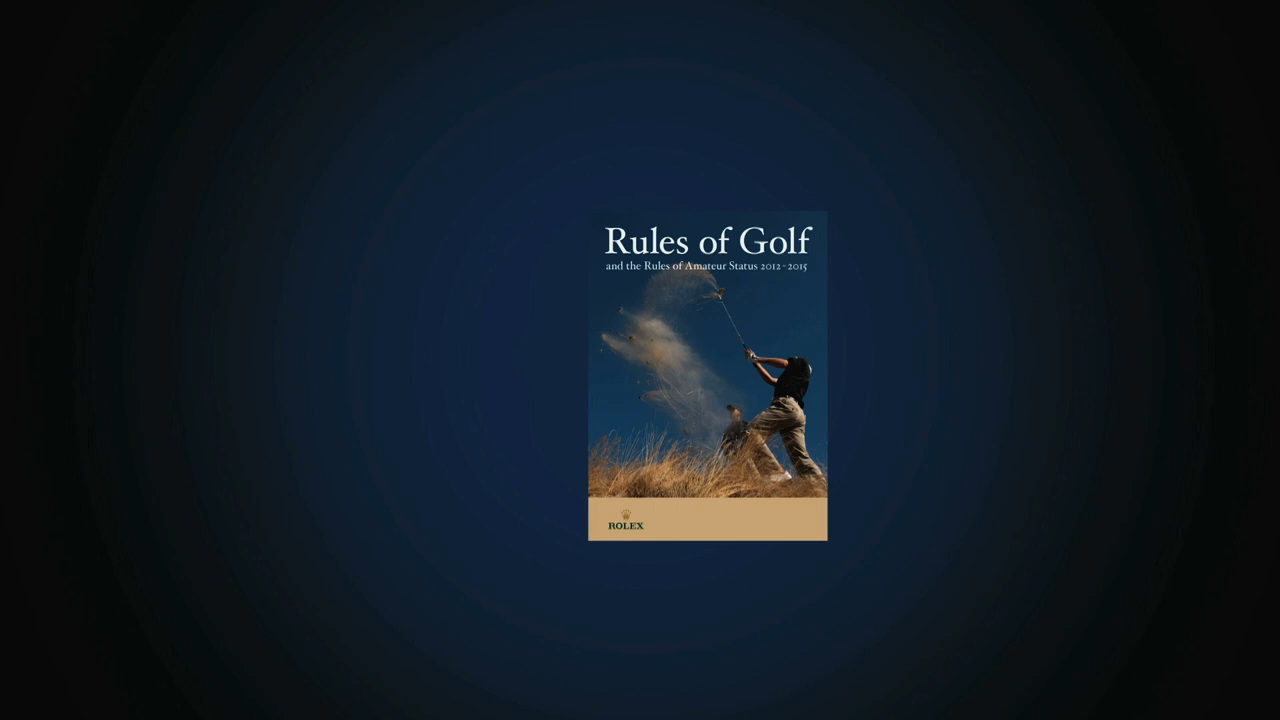 Rules of Golf
and the Rules of Amateur Status 2012-2015
ROLEX